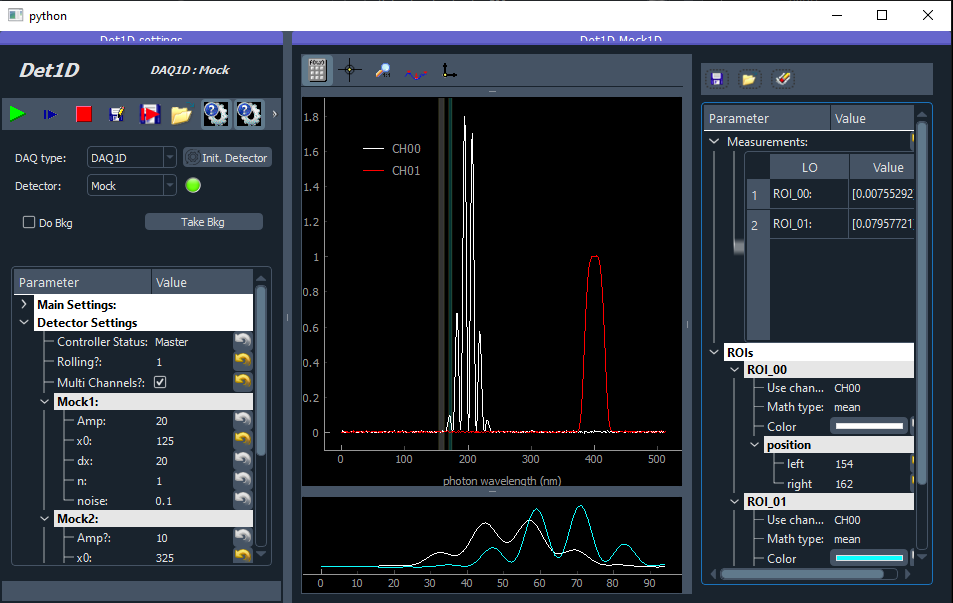 python
Det1D settings
Det1D Mock1D
Det1D
DAQ1D : Mock
DAQ type:
DAQ1D
Init. Detector
Detector:
Mock
Do Bkg
Take Bkg
Parameter Value
Main Settings:
Detector Settings
Controller Status: Master
Rolling?: 1
Multi Channels?:
Mock1:
Amp: 20
x0: 125
dx: 20
n: 1
noise: 0.1
Mock2:
Amp?: 10
x0: 325
1.8
1.6
1.4
1.2
1
0.8
0.6
0.4
0.2
0
CH00
CH01
0 100 200 300 400 500
photon wavelength (nm)
0 10 20 30 40 50 60 70 80 90
Parameter Value
Measurements:
LO Value
1 ROI_00: [0.00755292
2 ROI_01: [0.07957721
ROIs
ROI_00
Use chan... CH00
Math type: mean
Color
position
left 154
right 162
ROI_01
Use chan... CH00
Math type: mean
Color